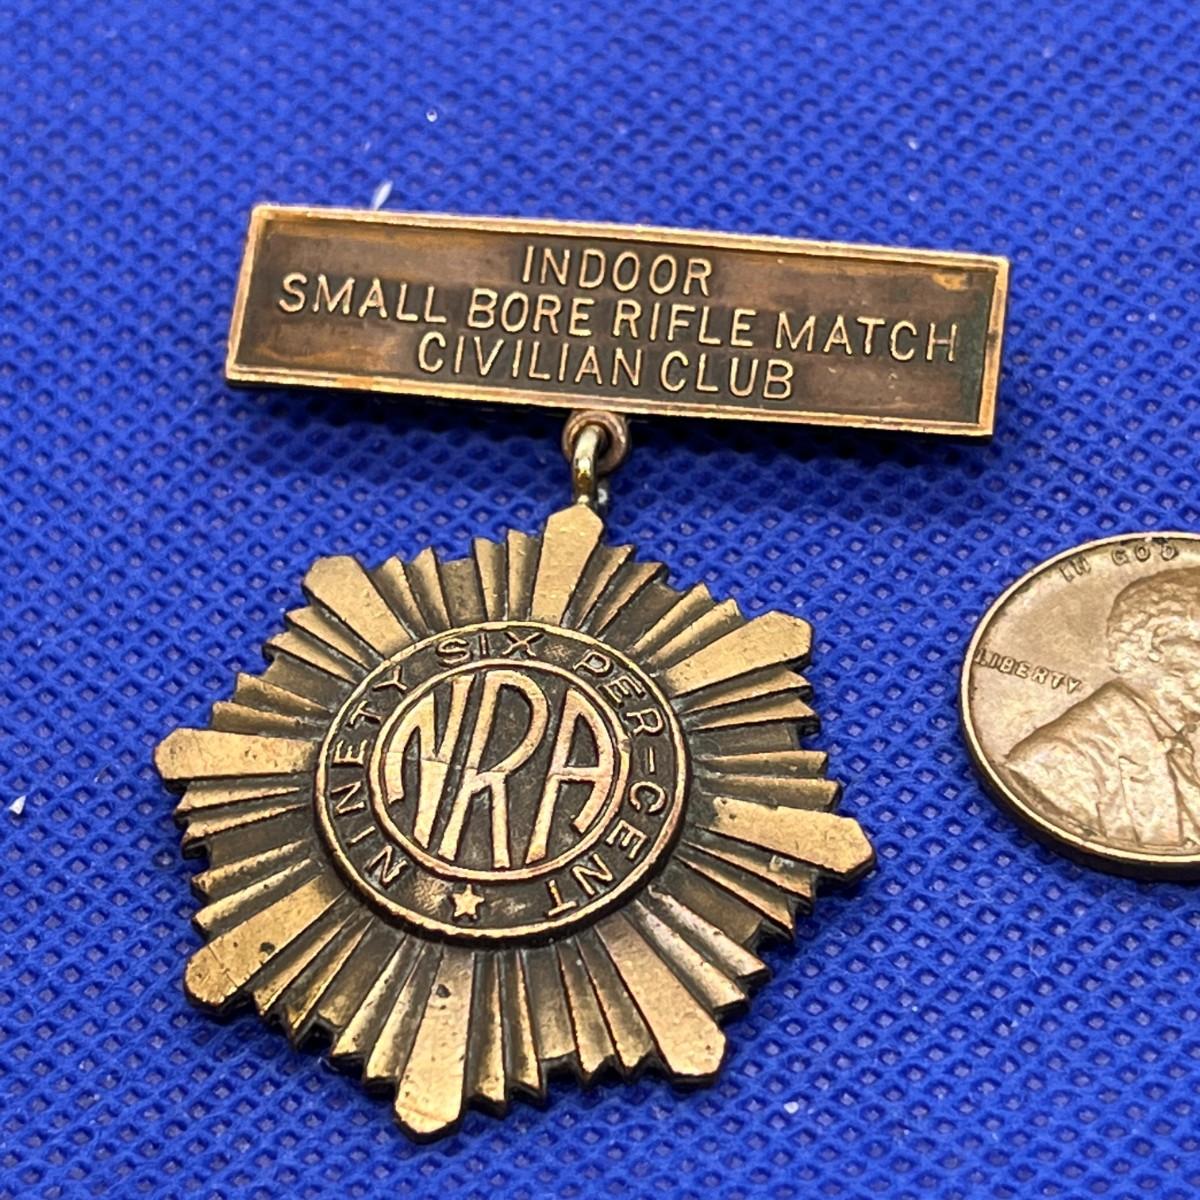 INDOOR
SMALL BORE RIFLE MATCH
CIVILIAN CLUB
NINETY SIX PER-CENT
NRA
IN GOD
LIBERTY